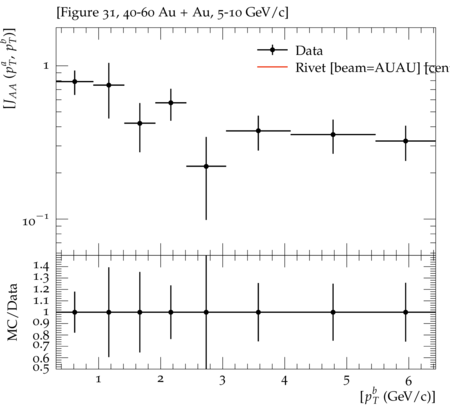 [Figure 31, 40-60 Au + Au, 5-10 GeV/c]
[J_AA (p_T^a, p_T^b)]
Data
Rivet [beam=AUAU] fcen
1
10^−1
MC/Data
1.4
1.3
1.2
1.1
1
0.9
0.8
0.7
0.6
0.5
1 2 3 4 5 6
[p_T^b (GeV/c)]